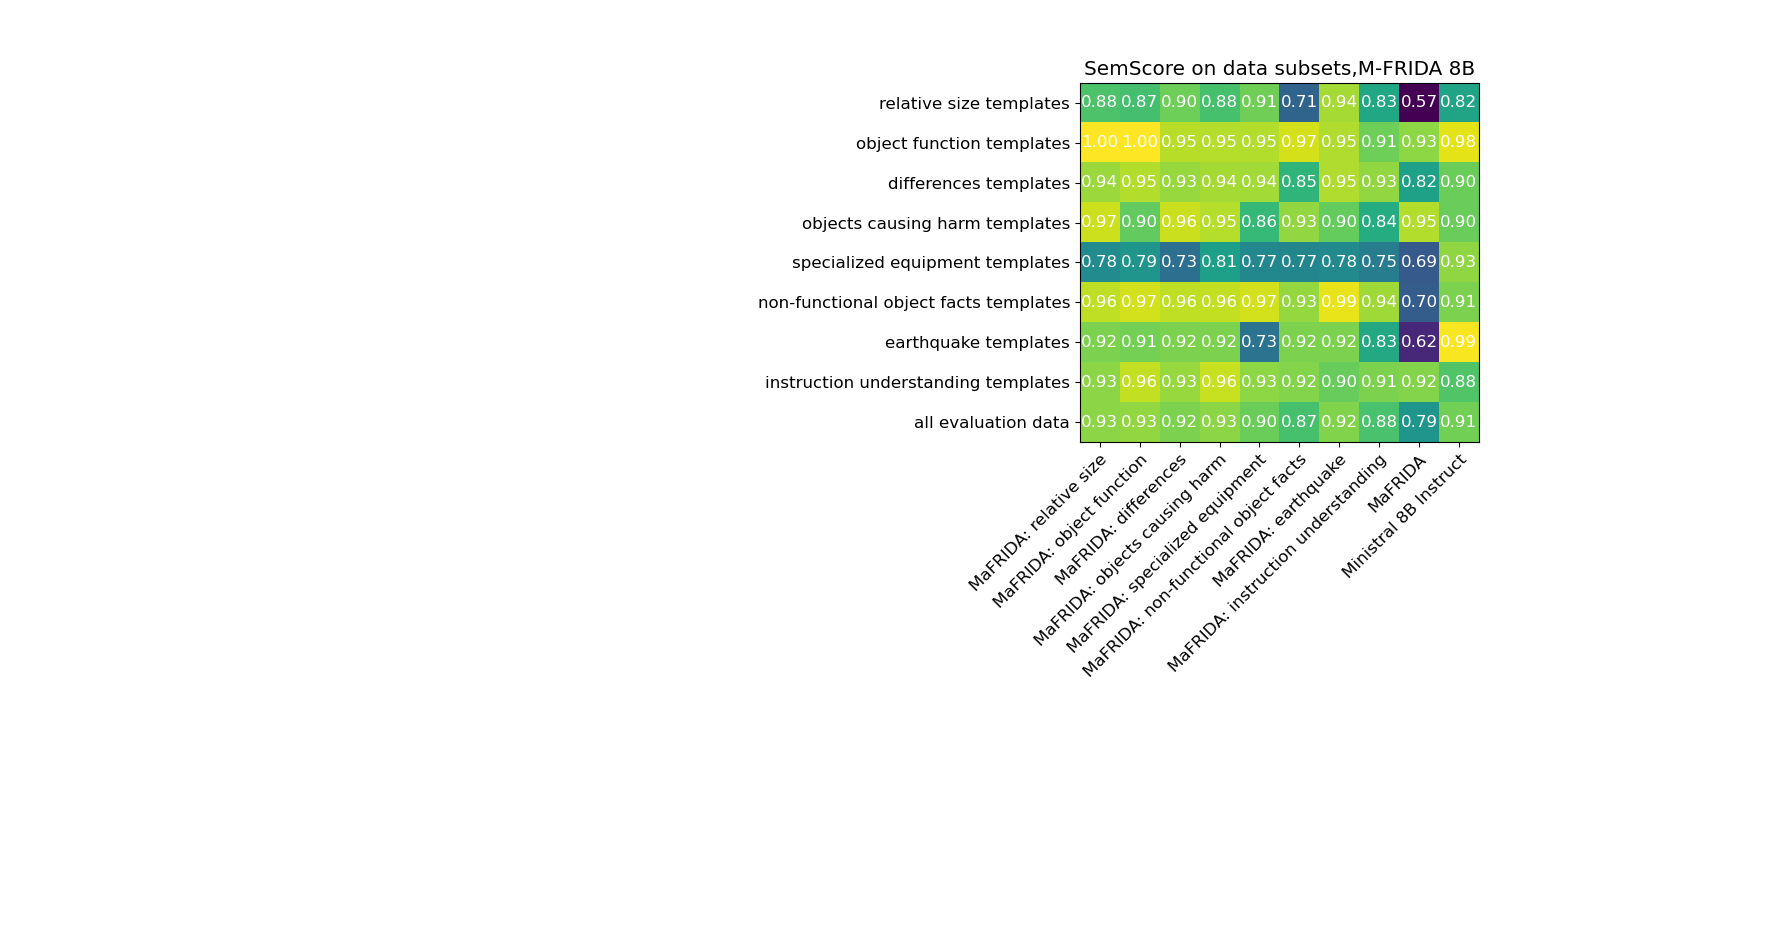 SemScore on data subsets,M-FRIDA 8B
relative size templates 0.88 0.87 0.90 0.88 0.91 0.71 0.94 0.83 0.57 0.82
object function templates 1.00 1.00 0.95 0.95 0.95 0.97 0.95 0.91 0.93 0.98
differences templates 0.94 0.95 0.93 0.94 0.94 0.85 0.95 0.93 0.82 0.90
objects causing harm templates 0.97 0.90 0.96 0.95 0.86 0.93 0.90 0.84 0.95 0.90
specialized equipment templates 0.78 0.79 0.73 0.81 0.77 0.77 0.78 0.75 0.69 0.93
non-functional object facts templates 0.96 0.97 0.96 0.96 0.97 0.93 0.99 0.94 0.70 0.91
earthquake templates 0.92 0.91 0.92 0.92 0.73 0.92 0.92 0.83 0.62 0.99
instruction understanding templates 0.93 0.96 0.93 0.96 0.93 0.92 0.90 0.91 0.92 0.88
all evaluation data 0.93 0.93 0.92 0.93 0.90 0.87 0.92 0.88 0.79 0.91
MaFRIDA: relative size
MaFRIDA: object function
MaFRIDA: differences
MaFRIDA: objects causing harm
MaFRIDA: specialized equipment
MaFRIDA: non-functional object facts
MaFRIDA: earthquake
MaFRIDA: instruction understanding
MaFRIDA
Ministral 8B Instruct